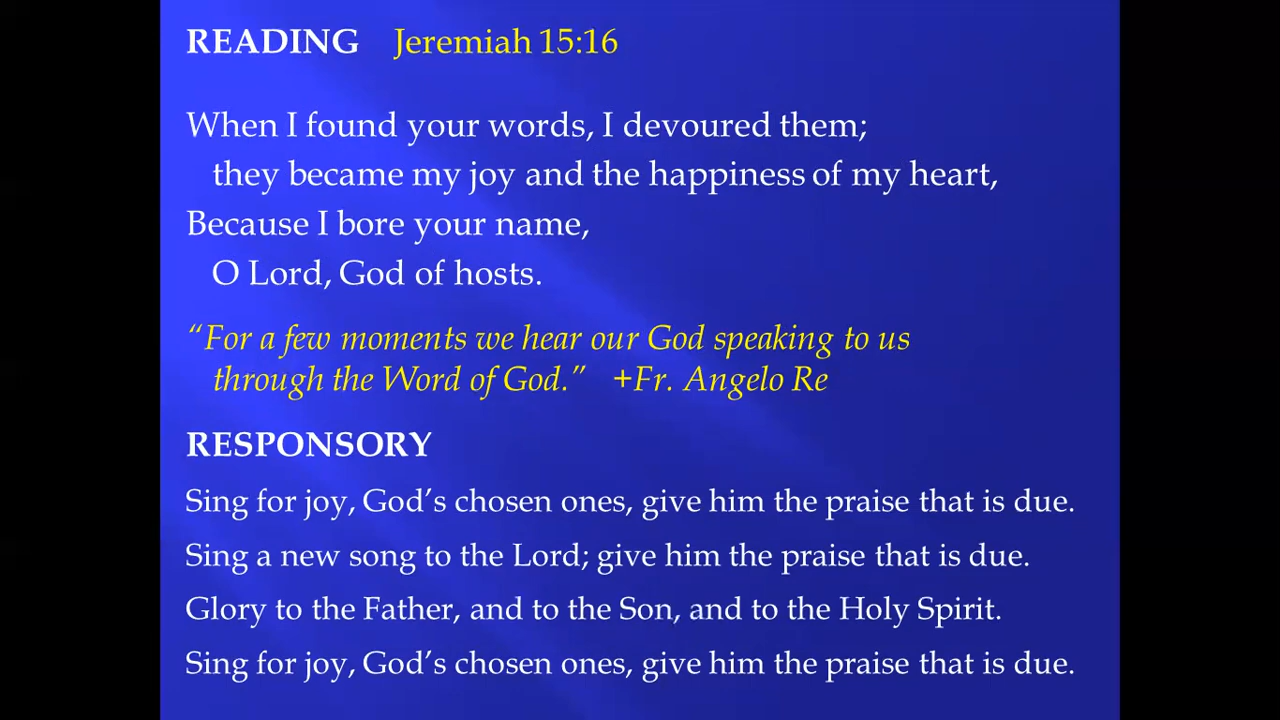 READING Jeremiah 15:16
When I found your words, I devoured them;
they became my joy and the happiness of my heart,
Because I bore your name,
O Lord, God of hosts.
“For a few moments we hear our God speaking to us
through the Word of God.” +Fr. Angelo Re
RESPONSORY
Sing for joy, God’s chosen ones, give him the praise that is due.
Sing a new song to the Lord; give him the praise that is due.
Glory to the Father, and to the Son, and to the Holy Spirit.
Sing for joy, God’s chosen ones, give him the praise that is due.